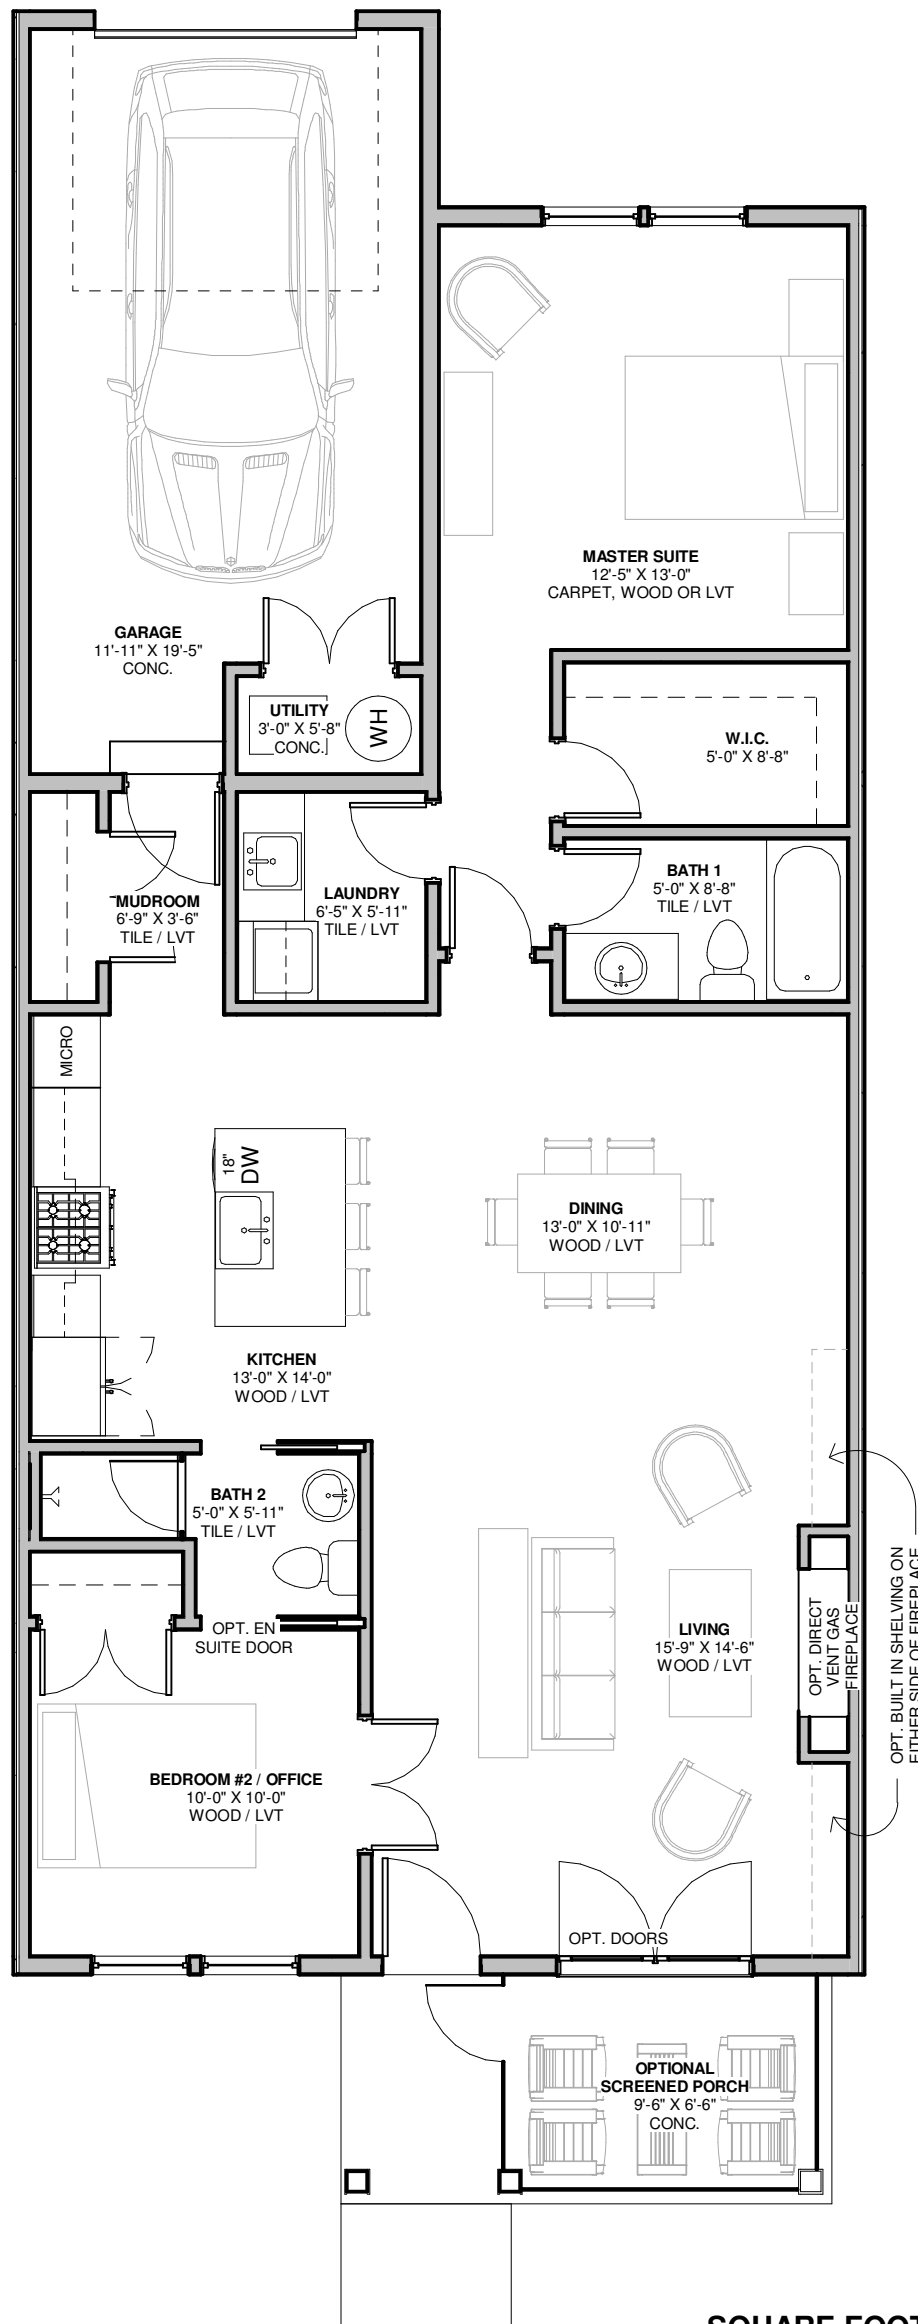 MASTER SUITE
12'-5" X 13'-0"
CARPET, WOOD OR LVT
GARAGE
11'-11" X 19'-5"
CONC.
UTILITY
3'-0" X 5'-8"
CONC.
WH
W.I.C.
5'-0" X 8'-8"
BATH 1
5'-0" X 8'-8"
TILE / LVT
LAUNDRY
6'-5" X 5'-11"
TILE / LVT
MUDROOM
6'-9" X 3'-6"
TILE / LVT
MICRO
18"
DW
DINING
13'-0" X 10'-11"
WOOD / LVT
KITCHEN
13'-0" X 14'-0"
WOOD / LVT
BATH 2
5'-0" X 5'-11"
TILE / LVT
OPT. EN
SUITE DOOR
LIVING
15'-9" X 14'-6"
WOOD / LVT
OPT. DIRECT
VENT GAS
FIREPLACE
OPT. BUILT IN SHELVING ON
EITHER SIDE OF FIREPLACE
BEDROOM #2 / OFFICE
10'-0" X 10'-0"
WOOD / LVT
OPT. DOORS
OPTIONAL
SCREENED PORCH
9'-6" X 6'-6"
CONC.